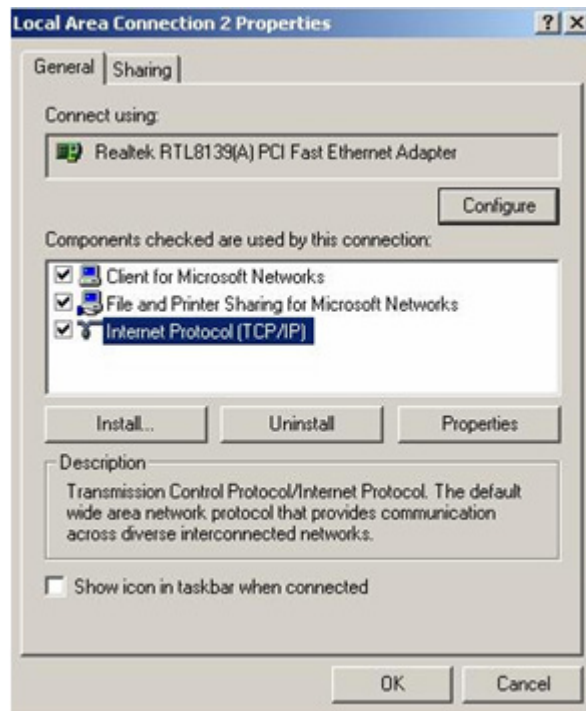 Local Area Connection 2 Properties
General
Sharing
Connect using:
Realtek RTL8139(A) PCI Fast Ethernet Adapter
Configure
Components checked are used by this connection:
Client for Microsoft Networks
File and Printer Sharing for Microsoft Networks
Internet Protocol (TCP/IP)
Install...
Uninstall
Properties
Description
Transmission Control Protocol/Internet Protocol. The default
wide area network protocol that provides communication
across diverse interconnected networks.
Show icon in taskbar when connected
OK
Cancel